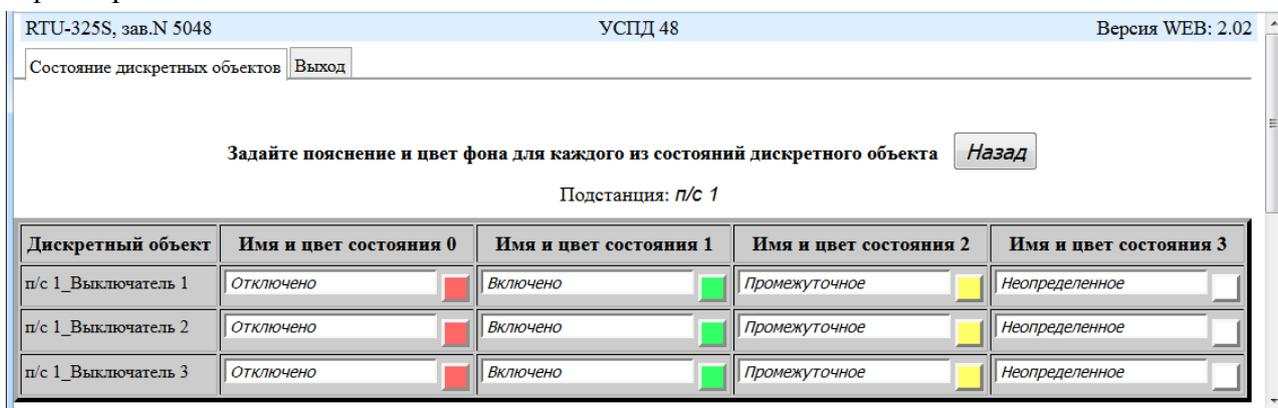 RTU-325S, зав.N 5048 УСПД 48 Версия WEB: 2.02
Состояние дискретных объектов Выход
Задайте пояснение и цвет фона для каждого из состояний дискретного объекта Назад
Подстанция: п/с 1
Дискретный объект Имя и цвет состояния 0 Имя и цвет состояния 1 Имя и цвет состояния 2 Имя и цвет состояния 3
п/с 1_Выключатель 1 Отключено Включено Промежуточное Неопределенное
п/с 1_Выключатель 2 Отключено Включено Промежуточное Неопределенное
п/с 1_Выключатель 3 Отключено Включено Промежуточное Неопределенное